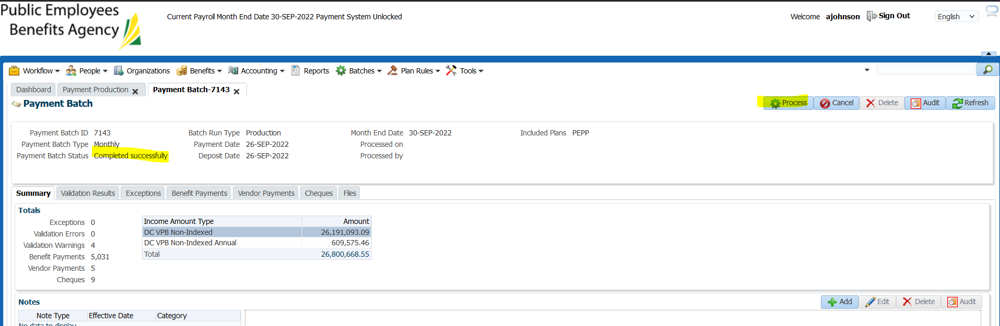 Public Employees
Benefits Agency
Current Payroll Month End Date 30-SEP-2022 Payment System Unlocked
Welcome ajohnson Sign Out English
Workflow People Organizations Benefits Accounting Reports Batches Plan Rules Tools
Dashboard Payment Production Payment Batch-7143
Payment Batch Process Cancel Delete Audit Refresh
Payment Batch ID 7143 Batch Run Type Production Month End Date 30-SEP-2022 Included Plans PEPP
Payment Batch Type Monthly Payment Date 26-SEP-2022 Processed on
Payment Batch Status Completed successfully Deposit Date 26-SEP-2022 Processed by
Summary Validation Results Exceptions Benefit Payments Vendor Payments Cheques Files
Totals
Exceptions 0 Income Amount Type Amount
Validation Errors 0 DC VPB Non-Indexed 26,191,093.09
Validation Warnings 4 DC VPB Non-Indexed Annual 609,575.46
Benefit Payments 5,031 Total 26,800,668.55
Vendor Payments 5
Cheques 9
Notes Add Edit Delete Audit
Note Type Effective Date Category
No data to display